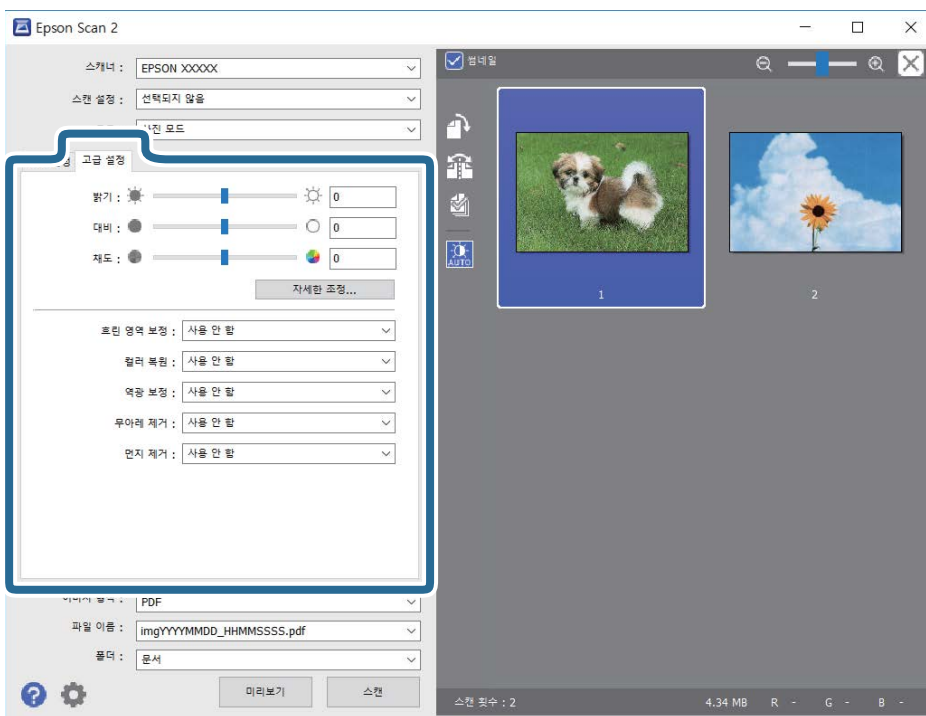 Epson Scan 2
스캐너 : EPSON XXXXX
스캔 설정 : 선택되지 않음
사진 모드
고급 설정
밝기 : 0
대비 : 0
채도 : 0
자세한 조정...
흐린 영역 보정 : 사용 안 함
컬러 복원 : 사용 안 함
역광 보정 : 사용 안 함
무아레 제거 : 사용 안 함
먼지 제거 : 사용 안 함
PDF
파일 이름 : imgYYYYMMDD_HHMMSSSS.pdf
폴더 : 문서
미리보기 스캔
썸네일
AUTO
1 2
스캔 횟수 : 2 4.34 MB R - G - B -